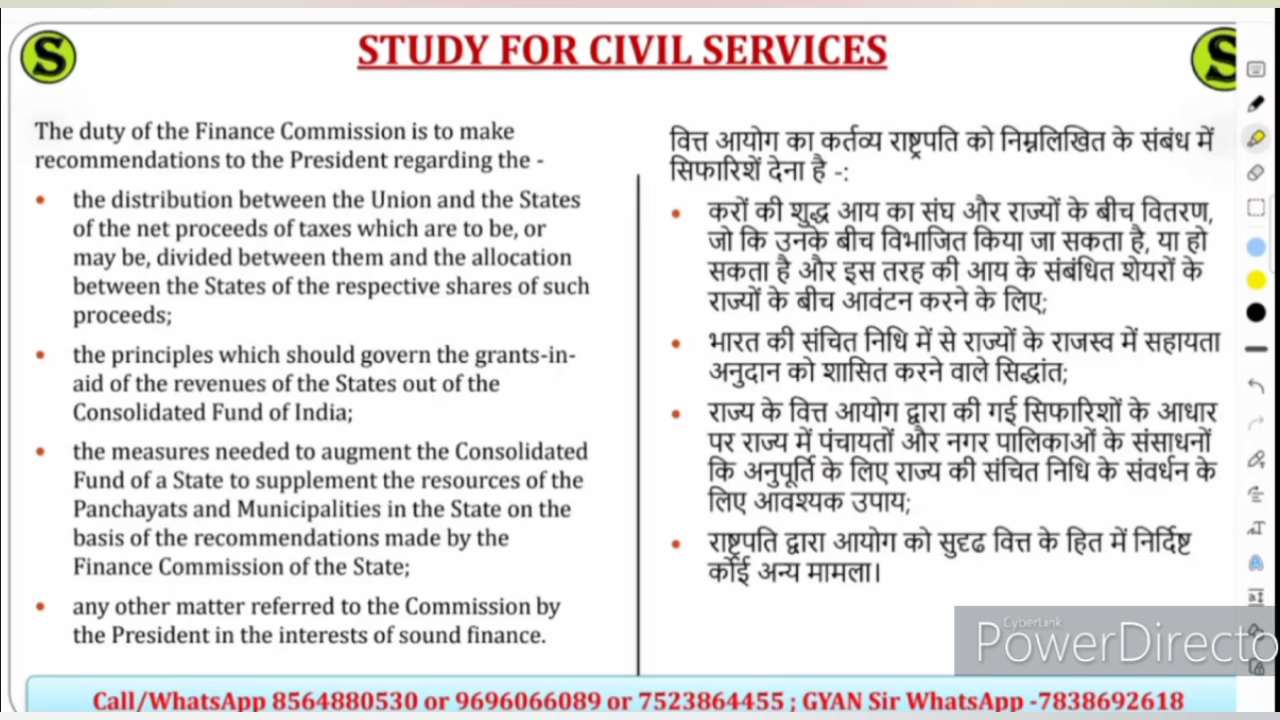 S
STUDY FOR CIVIL SERVICES
S
The duty of the Finance Commission is to make
recommendations to the President regarding the -
• the distribution between the Union and the States
of the net proceeds of taxes which are to be, or
may be, divided between them and the allocation
between the States of the respective shares of such
proceeds;
• the principles which should govern the grants-in-
aid of the revenues of the States out of the
Consolidated Fund of India;
• the measures needed to augment the Consolidated
Fund of a State to supplement the resources of the
Panchayats and Municipalities in the State on the
basis of the recommendations made by the
Finance Commission of the State;
• any other matter referred to the Commission by
the President in the interests of sound finance.
वित्त आयोग का कर्तव्य राष्ट्रपति को निम्नलिखित के संबंध में
सिफारिशें देना है -:
• करों की शुद्ध आय का संघ और राज्यों के बीच वितरण,
जो कि उनके बीच विभाजित किया जा सकता है, या हो
सकता है और इस तरह की आय के संबंधित शेयरों के
राज्यों के बीच आवंटन करने के लिए;
• भारत की संचित निधि में से राज्यों के राजस्व में सहायता
अनुदान को शासित करने वाले सिद्धांत;
• राज्य के वित्त आयोग द्वारा की गई सिफारिशों के आधार
पर राज्य में पंचायतों और नगर पालिकाओं के संसाधनों
कि अनुपूर्ति के लिए राज्य की संचित निधि के संवर्धन के
लिए आवश्यक उपाय;
• राष्ट्रपति द्वारा आयोग को सुदृढ वित्त के हित में निर्दिष्ट
कोई अन्य मामला।
CyberLink
PowerDirecto
Call/WhatsApp 8564880530 or 9696066089 or 7523864455 ; GYAN Sir WhatsApp -7838692618